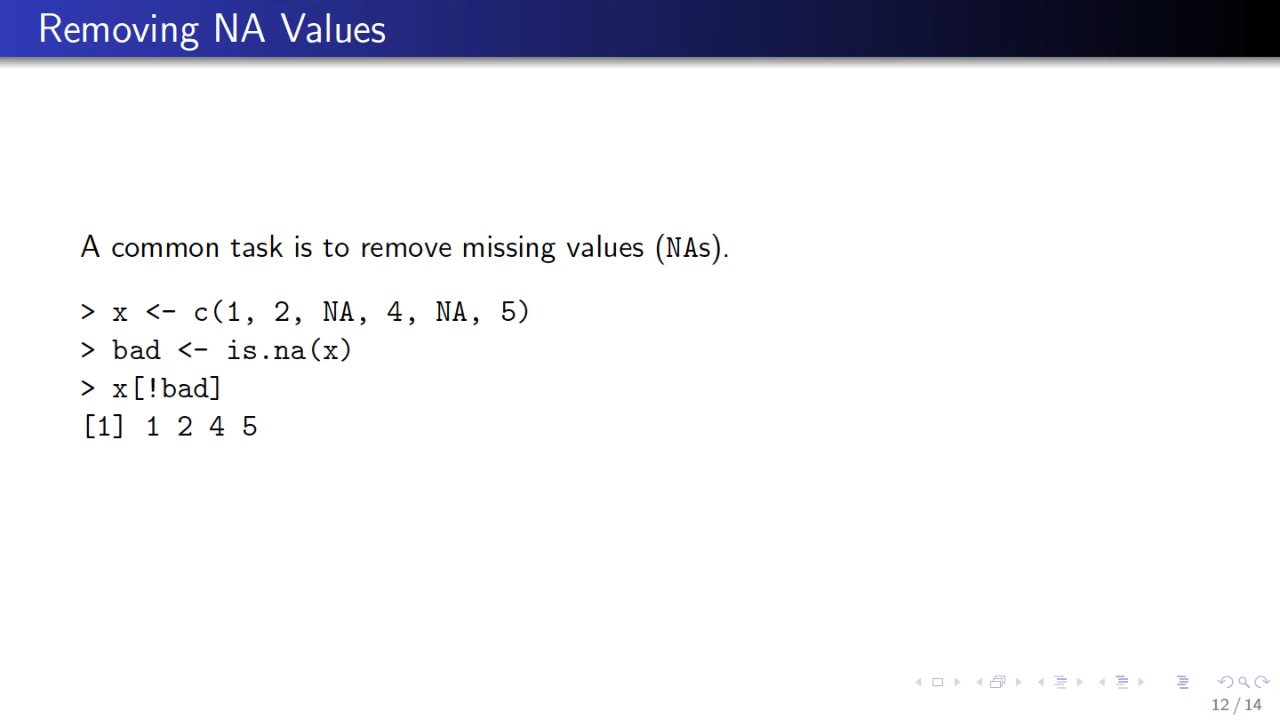 Removing NA Values
A common task is to remove missing values (NAs).
> x <- c(1, 2, NA, 4, NA, 5)
> bad <- is.na(x)
> x[!bad]
[1] 1 2 4 5
12 / 14